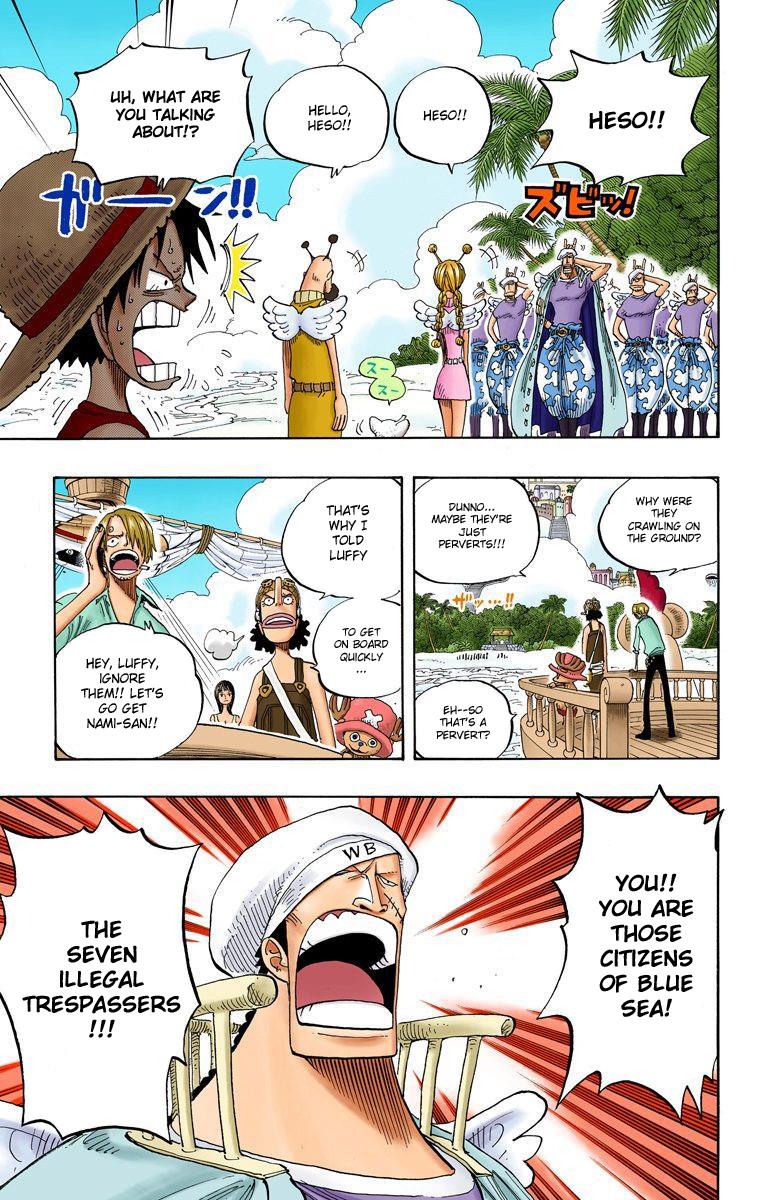 HESO!!
HESO!!
HELLO,
HESO!!
UH, WHAT ARE
YOU TALKING
ABOUT!?
ズビッ!
ガーーン!!
スー
スー
WHY WERE
THEY
CRAWLING ON
THE GROUND?
DUNNO...
MAYBE THEY'RE
JUST
PERVERTS!!!
ザッ...!!
EH--SO
THAT'S A
PERVERT?
THAT'S
WHY I
TOLD
LUFFY
TO GET
ON BOARD
QUICKLY
...
HEY, LUFFY,
IGNORE
THEM!! LET'S
GO GET
NAMI-SAN!!
YOU!!
YOU ARE
THOSE
CITIZENS
OF BLUE
SEA!
WB
THE
SEVEN
ILLEGAL
TRESPASSERS
!!!